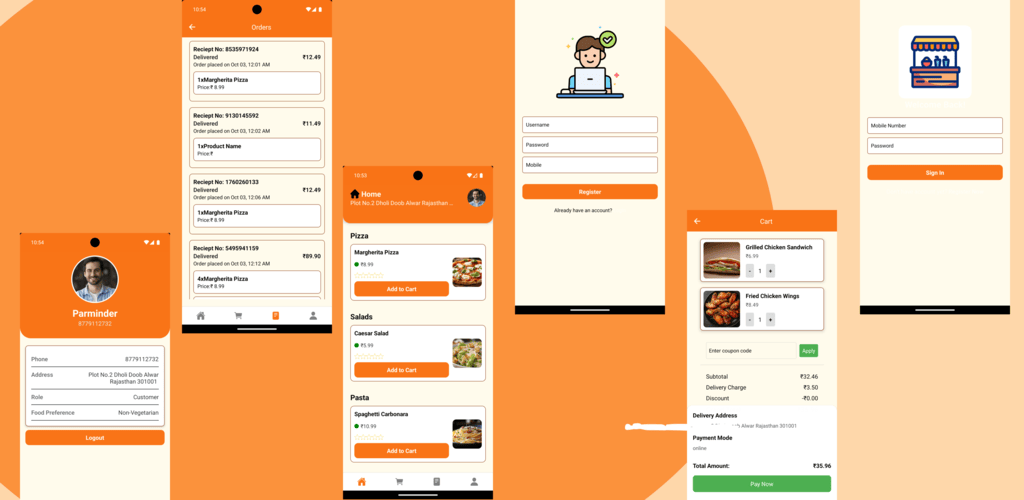 10:54
Parminder
8779112732
Phone 8779112732
Address Plot No.2 Dholi Doob Alwar
Rajasthan 301001
Role Customer
Food Preference Non-Vegetarian
Logout
10:54
Orders
Reciept No: 8535971924
Delivered ₹12.49
Order placed on Oct 03, 12:01 AM
1xMargherita Pizza
Price:₹ 8.99
Reciept No: 9130145592
Delivered ₹11.49
Order placed on Oct 03, 12:02 AM
1xProduct Name
Price:₹
Reciept No: 1760260133
Delivered ₹12.49
Order placed on Oct 03, 12:06 AM
1xMargherita Pizza
Price:₹ 8.99
Reciept No: 5495941159
Delivered ₹89.90
Order placed on Oct 03, 12:12 AM
4xMargherita Pizza
Price:₹ 8.99
10:53
Home
Plot No.2 Dholi Doob Alwar Rajasthan ...
Pizza
Margherita Pizza
₹8.99
Add to Cart
Salads
Caesar Salad
₹5.99
Add to Cart
Pasta
Spaghetti Carbonara
₹10.99
Add to Cart
Username
Password
Mobile
Register
Already have an account?
Cart
Grilled Chicken Sandwich
₹6.99
- 1 +
Fried Chicken Wings
₹8.49
- 1 +
Enter coupon code Apply
Subtotal ₹32.46
Delivery Charge ₹3.50
Discount -₹0.00
Delivery Address
Alwar Rajasthan 301001
Payment Mode
online
Total Amount: ₹35.96
Pay Now
Mobile Number
Password
Sign In